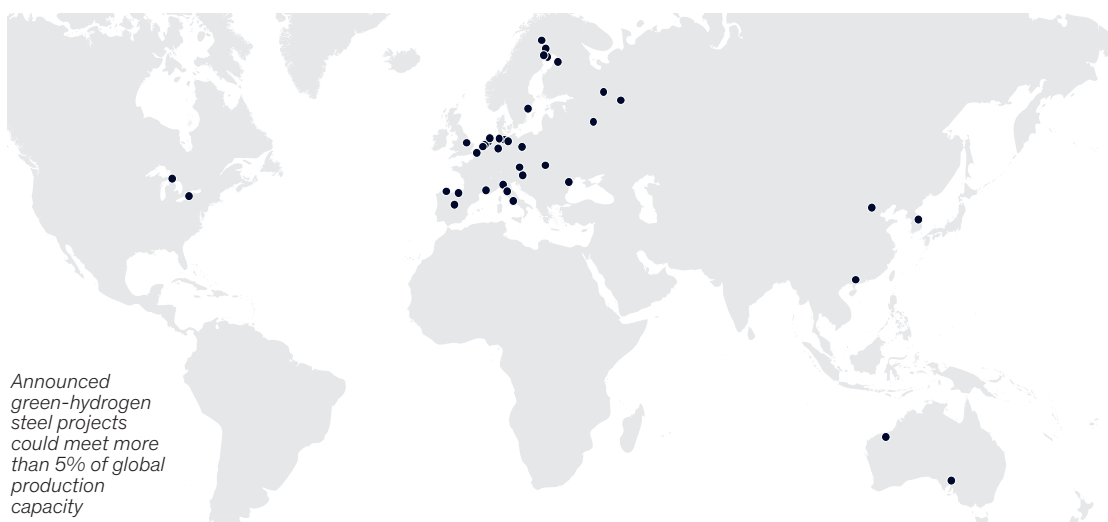 Announced
green-hydrogen
steel projects
could meet more
than 5% of global
production
capacity